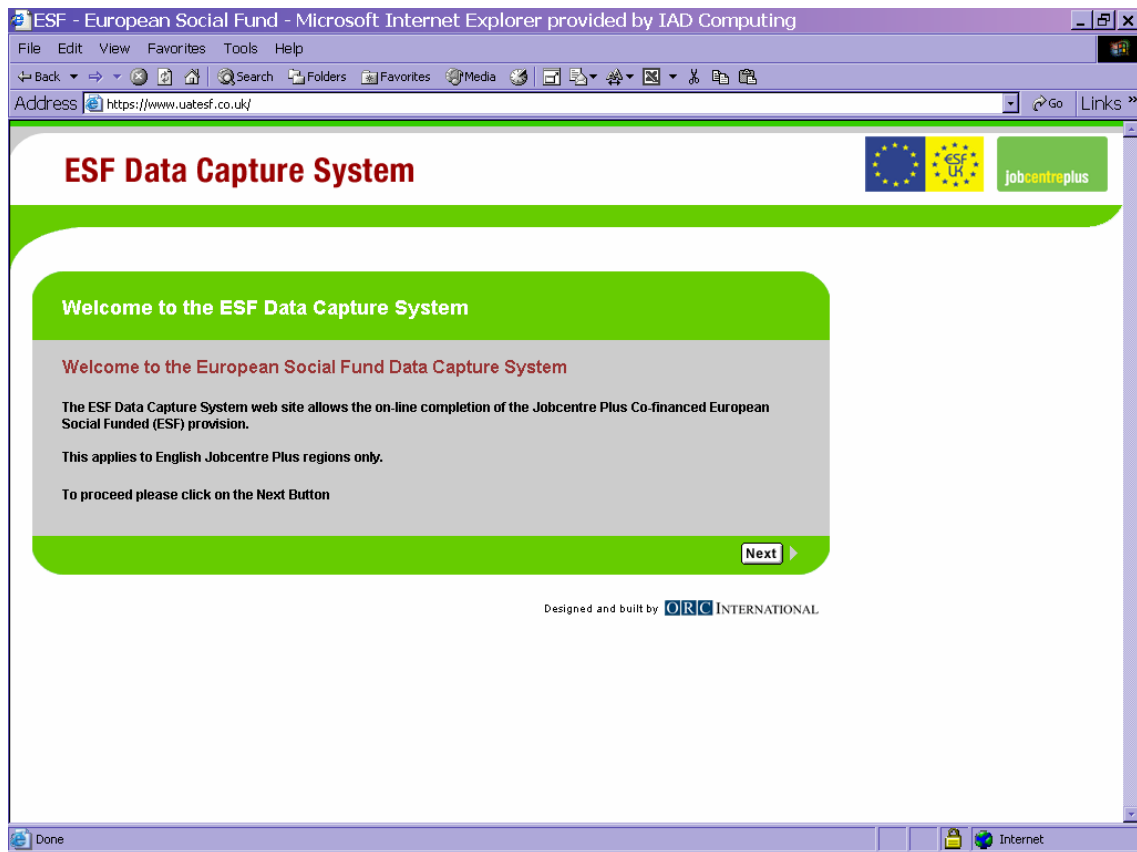 ESF - European Social Fund - Microsoft Internet Explorer provided by IAD Computing
File Edit View Favorites Tools Help
Back Search Folders Favorites Media
Address https://www.uatesf.co.uk/ Go Links »
ESF Data Capture System
ESF UK
jobcentreplus
Welcome to the ESF Data Capture System
Welcome to the European Social Fund Data Capture System
The ESF Data Capture System web site allows the on-line completion of the Jobcentre Plus Co-financed European
Social Funded (ESF) provision.
This applies to English Jobcentre Plus regions only.
To proceed please click on the Next Button
Next
Designed and built by ORC INTERNATIONAL
Done Internet